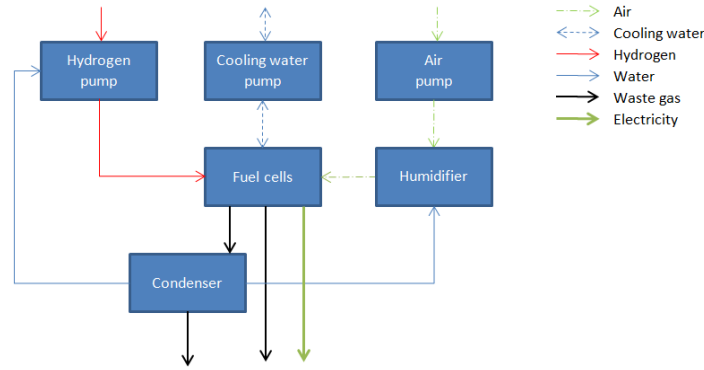 Air
Cooling water
Hydrogen
Water
Waste gas
Electricity
Hydrogen
pump
Cooling water
pump
Air
pump
Fuel cells
Humidifier
Condenser